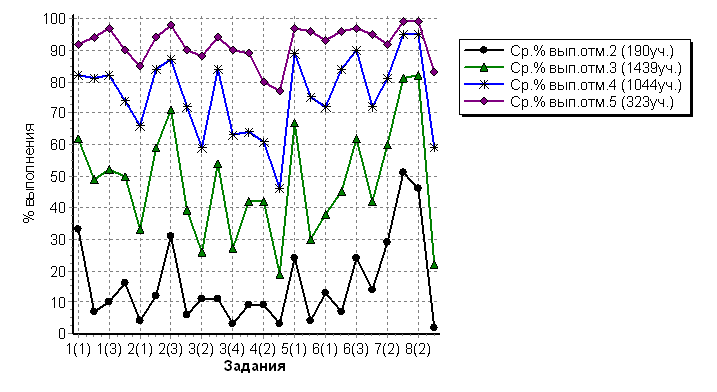 100
90
80
70
60
50
40
30
20
10
0
% выполнения
1(1) 1(3) 2(1) 2(3) 3(2) 3(4) 4(2) 5(1) 6(1) 6(3) 7(2) 8(2)
Задания
Ср.% вып.отм.2 (190уч.)
Ср.% вып.отм.3 (1439уч.)
Ср.% вып.отм.4 (1044уч.)
Ср.% вып.отм.5 (323уч.)